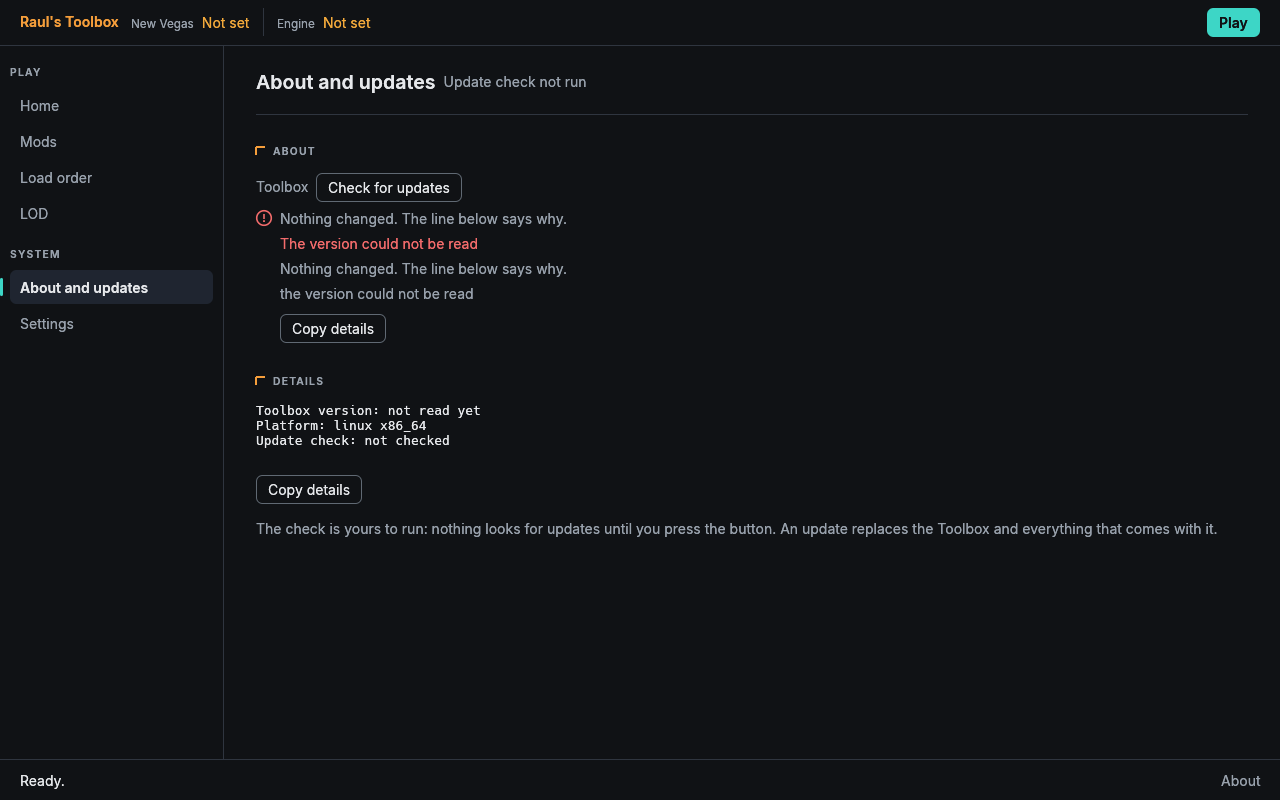 Raul's Toolbox New Vegas Not set Engine Not set Play
PLAY
Home
Mods
Load order
LOD
SYSTEM
About and updates
Settings
About and updates Update check not run
ABOUT
Toolbox Check for updates
Nothing changed. The line below says why.
The version could not be read
Nothing changed. The line below says why.
the version could not be read
Copy details
DETAILS
Toolbox version: not read yet
Platform: linux x86_64
Update check: not checked
Copy details
The check is yours to run: nothing looks for updates until you press the button. An update replaces the Toolbox and everything that comes with it.
Ready. About